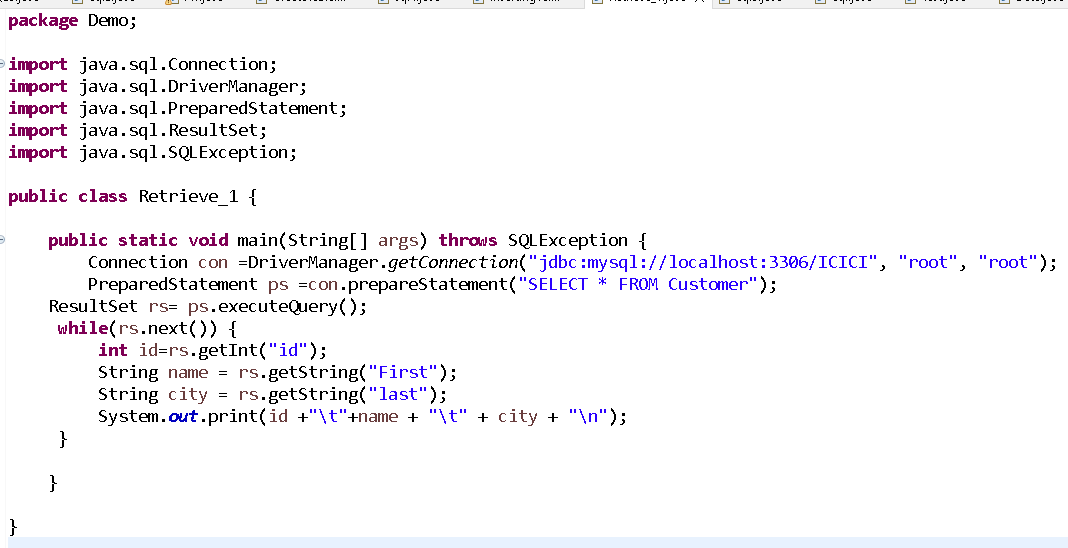 package Demo;
import java.sql.Connection;
import java.sql.DriverManager;
import java.sql.PreparedStatement;
import java.sql.ResultSet;
import java.sql.SQLException;
public class Retrieve_1 {
public static void main(String[] args) throws SQLException {
Connection con =DriverManager.getConnection("jdbc:mysql://localhost:3306/ICICI", "root", "root");
PreparedStatement ps =con.prepareStatement("SELECT * FROM Customer");
ResultSet rs= ps.executeQuery();
while(rs.next()) {
int id=rs.getInt("id");
String name = rs.getString("First");
String city = rs.getString("last");
System.out.print(id +"\t"+name + "\t" + city + "\n");
}
}
}